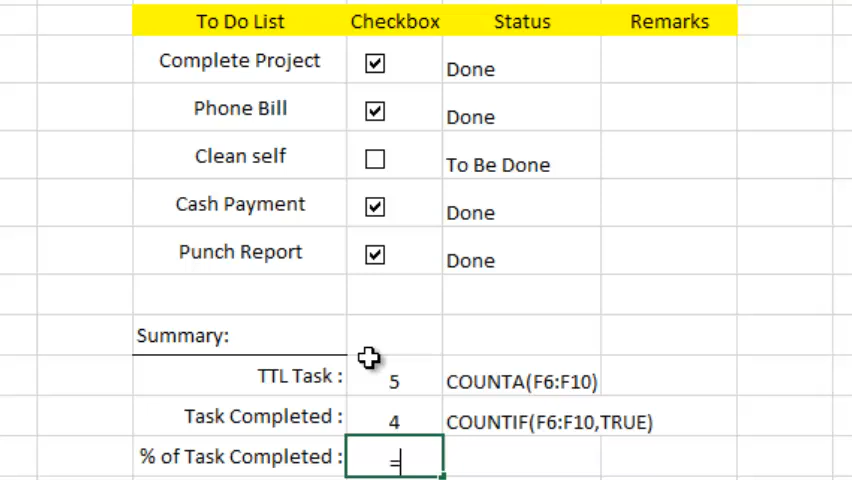 To Do List Checkbox Status Remarks
Complete Project Done
Phone Bill Done
Clean self To Be Done
Cash Payment Done
Punch Report Done
Summary:
TTL Task : 5 COUNTA(F6:F10)
Task Completed : 4 COUNTIF(F6:F10,TRUE)
% of Task Completed : =